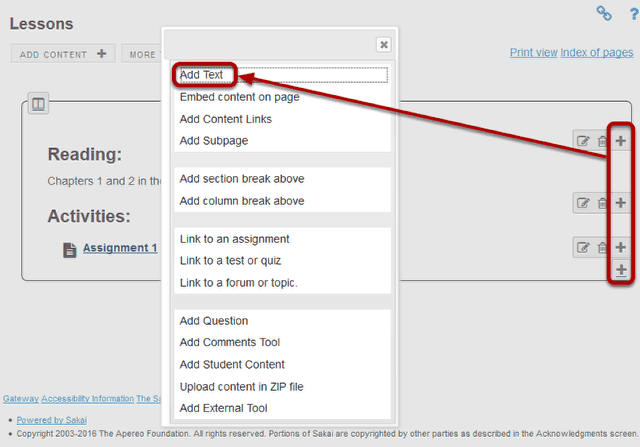 Lessons
?
ADD CONTENT +
MORE
Print view Index of pages
Add Text
Embed content on page
Add Content Links
Add Subpage
Add section break above
Add column break above
Link to an assignment
Link to a test or quiz
Link to a forum or topic.
Add Question
Add Comments Tool
Add Student Content
Upload content in ZIP file
Add External Tool
Reading:
Chapters 1 and 2 in the
Activities:
Assignment 1
Gateway Accessibility Information The Sa
Powered by Sakai
Copyright 2003-2016 The Apereo Foundation. All rights reserved. Portions of Sakai are copyrighted by other parties as described in the Acknowledgments screen.